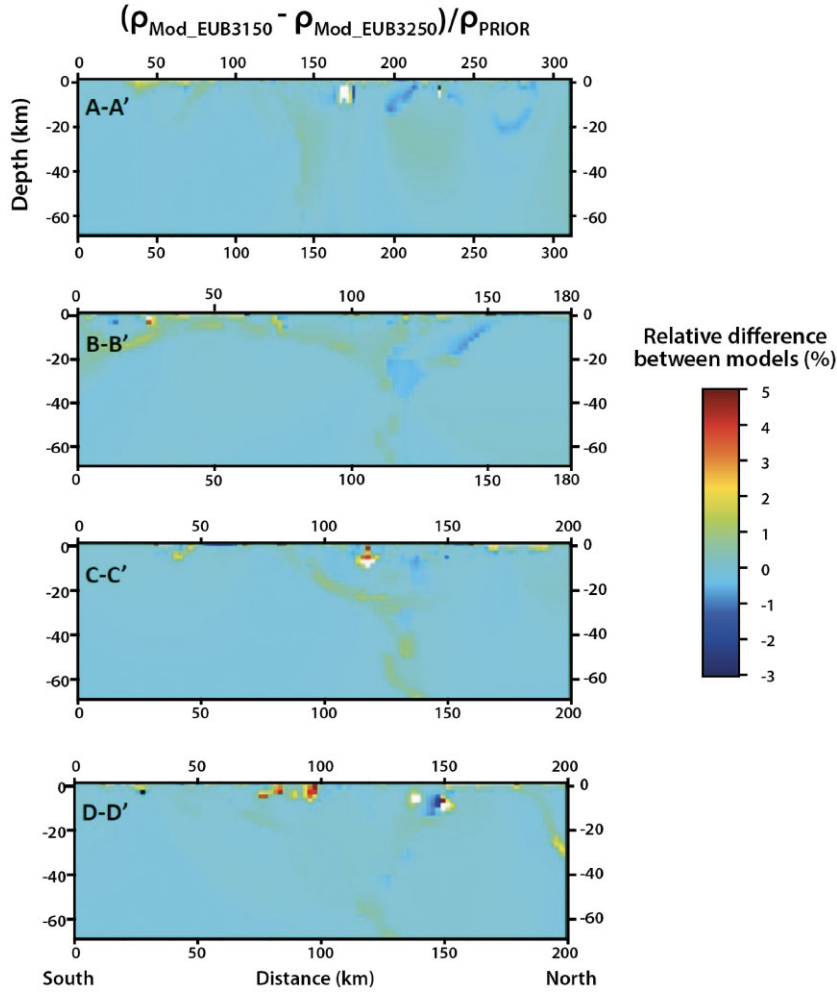 (ρMod_EUB3150 - ρMod_EUB3250)/ρPRIOR
0 50 100 150 200 250 300
0 0
A-A’
-20 -20
Depth (km)
-40 -40
-60 -60
0 50 100 150 200 250 300
0 50 100 150 180
0 0
B-B’
-20 -20
-40 -40
-60 -60
0 50 100 150 180
Relative difference
between models (%)
5
4
3
2
1
0
-1
-2
-3
0 50 100 150 200
0 0
C-C’
-20 -20
-40 -40
-60 -60
0 50 100 150 200
0 50 100 150 200
0 0
D-D’
-20 -20
-40 -40
-60 -60
0 50 100 150 200
South Distance (km) North